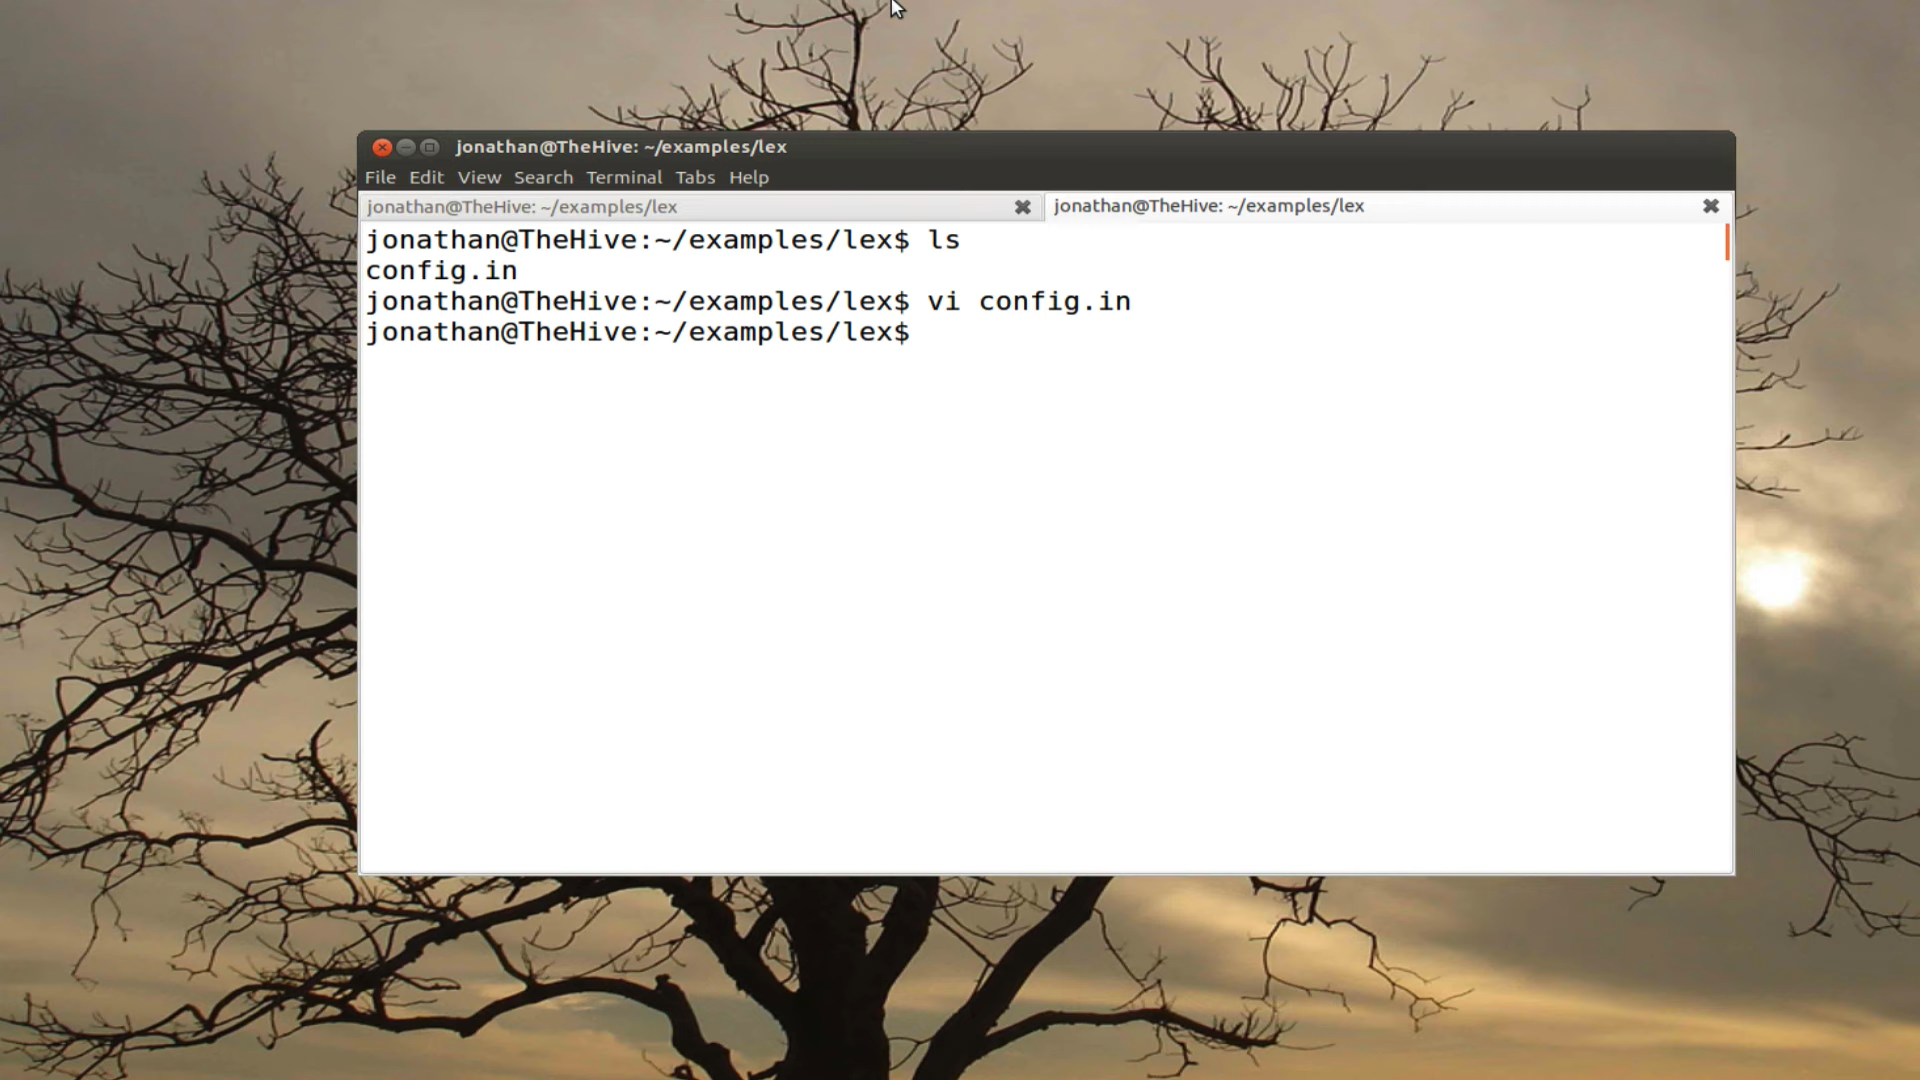 jonathan@TheHive: ~/examples/lex
File Edit View Search Terminal Tabs Help
jonathan@TheHive: ~/examples/lex jonathan@TheHive: ~/examples/lex
jonathan@TheHive:~/examples/lex$ ls
config.in
jonathan@TheHive:~/examples/lex$ vi config.in
jonathan@TheHive:~/examples/lex$